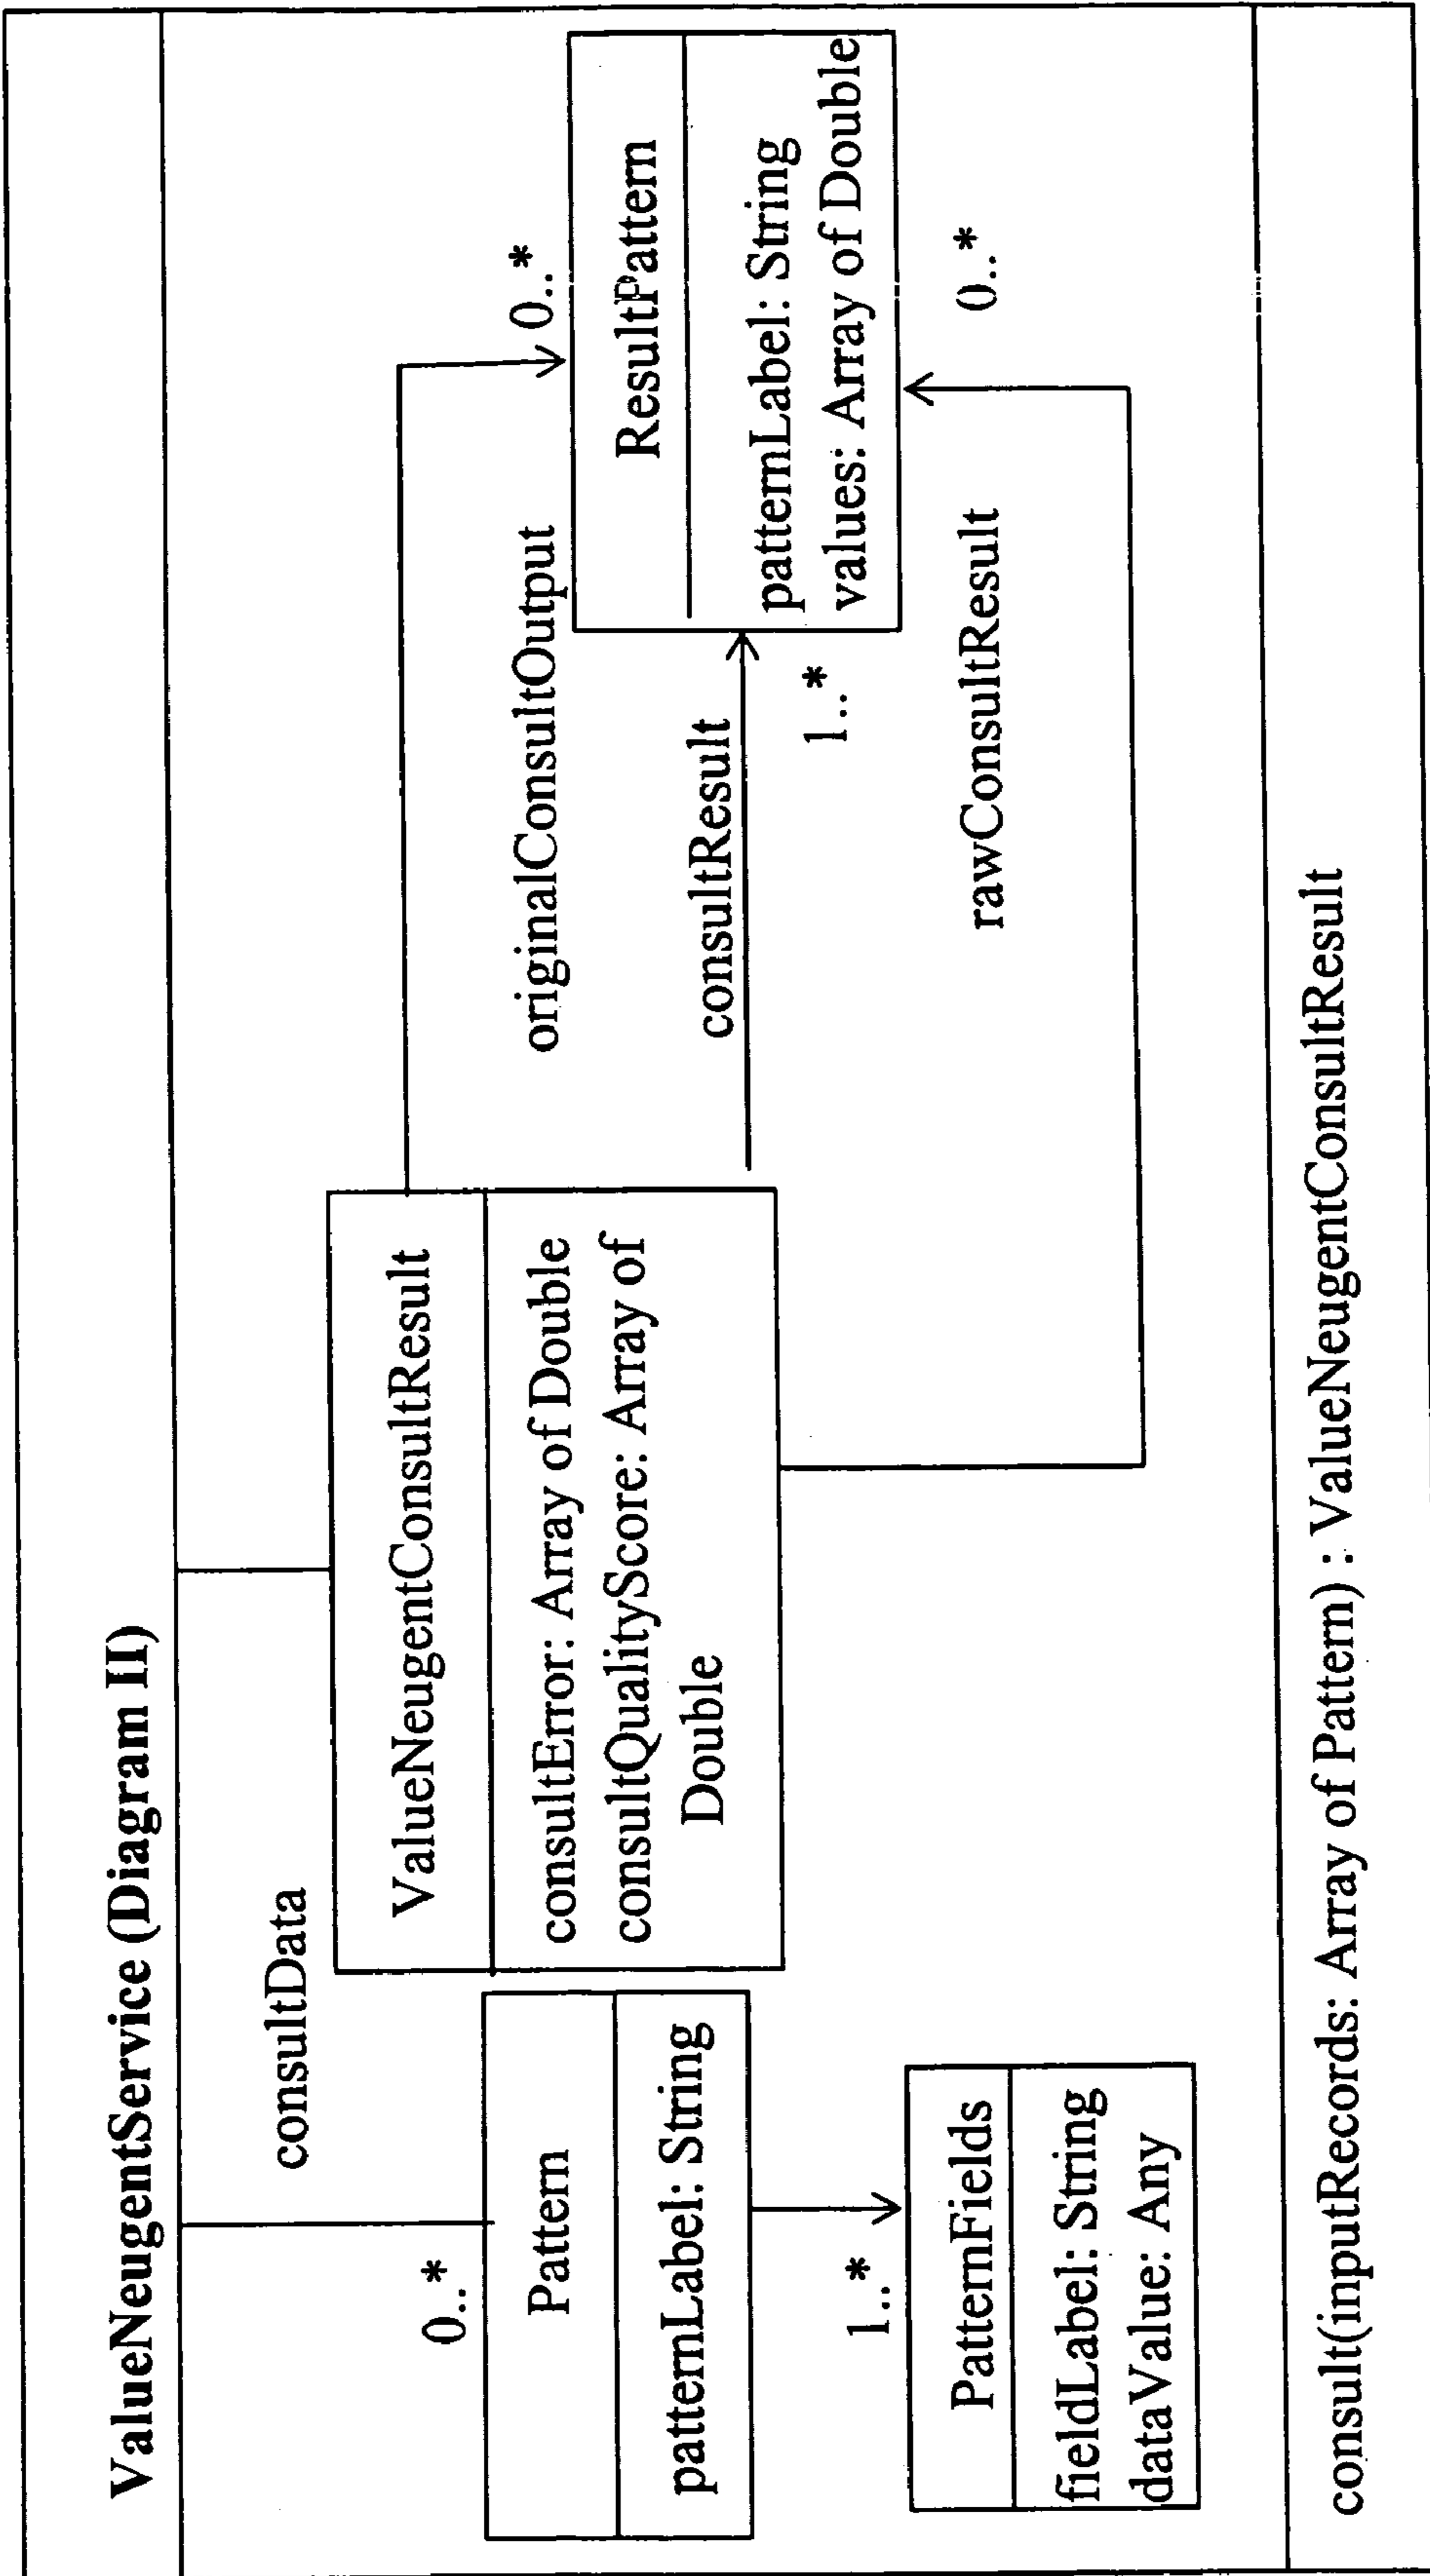 ValueNeugentService (Diagram II)
consultData
0..*
Pattern
patternLabel: String
1..*
PatternFields
fieldLabel: String
dataValue: Any
ValueNeugentConsultResult
consultError: Array of Double
consultQualityScore: Array of
Double
originalConsultOutput
0..*
consultResult
1..*
rawConsultResult
0..*
ResultPattern
patternLabel: String
values: Array of Double
consult(inputRecords: Array of Pattern) : ValueNeugentConsultResult